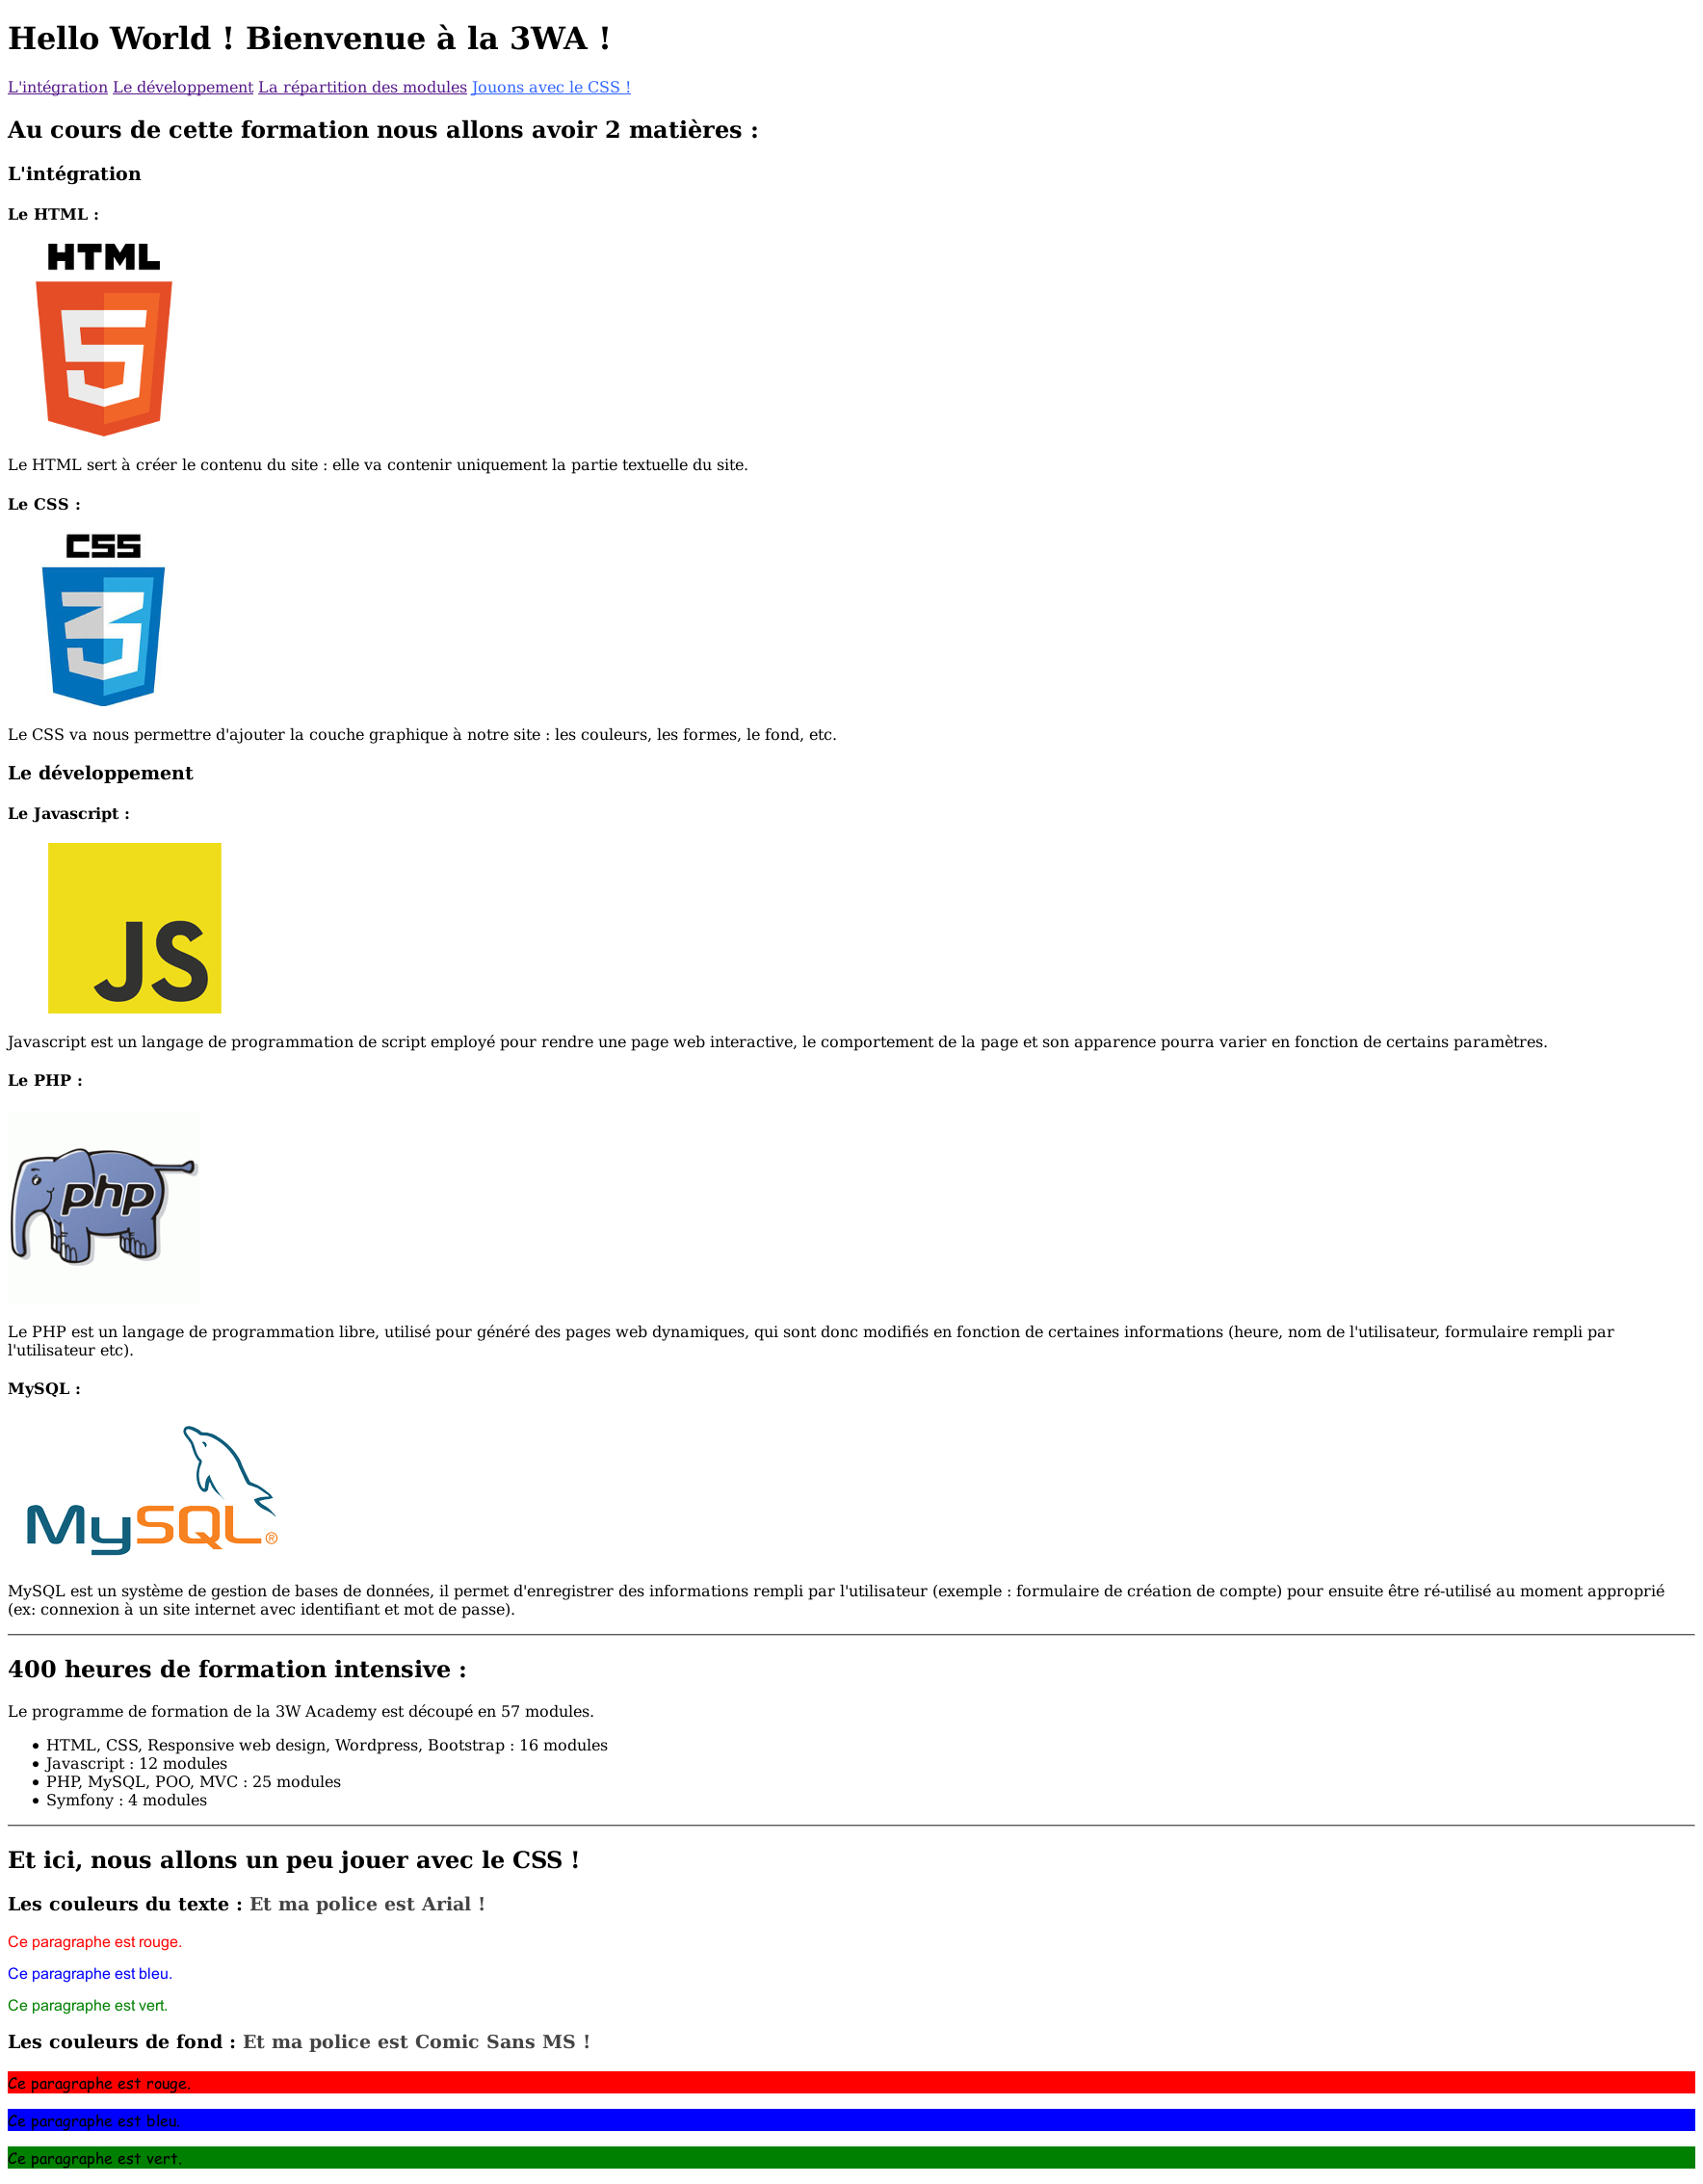 Hello World ! Bienvenue à la 3WA !
L'intégration Le développement La répartition des modules Jouons avec le CSS !
Au cours de cette formation nous allons avoir 2 matières :
L'intégration
Le HTML :
HTML
5
Le HTML sert à créer le contenu du site : elle va contenir uniquement la partie textuelle du site.
Le CSS :
CSS
3
Le CSS va nous permettre d'ajouter la couche graphique à notre site : les couleurs, les formes, le fond, etc.
Le développement
Le Javascript :
JS
Javascript est un langage de programmation de script employé pour rendre une page web interactive, le comportement de la page et son apparence pourra varier en fonction de certains paramètres.
Le PHP :
php
Le PHP est un langage de programmation libre, utilisé pour généré des pages web dynamiques, qui sont donc modifiés en fonction de certaines informations (heure, nom de l'utilisateur, formulaire rempli par
l'utilisateur etc).
MySQL :
MySQL®
MySQL est un système de gestion de bases de données, il permet d'enregistrer des informations rempli par l'utilisateur (exemple : formulaire de création de compte) pour ensuite être ré-utilisé au moment approprié
(ex: connexion à un site internet avec identifiant et mot de passe).
400 heures de formation intensive :
Le programme de formation de la 3W Academy est découpé en 57 modules.
• HTML, CSS, Responsive web design, Wordpress, Bootstrap : 16 modules
• Javascript : 12 modules
• PHP, MySQL, POO, MVC : 25 modules
• Symfony : 4 modules
Et ici, nous allons un peu jouer avec le CSS !
Les couleurs du texte : Et ma police est Arial !
Ce paragraphe est rouge.
Ce paragraphe est bleu.
Ce paragraphe est vert.
Les couleurs de fond : Et ma police est Comic Sans MS !
Ce paragraphe est rouge.
Ce paragraphe est bleu.
Ce paragraphe est vert.